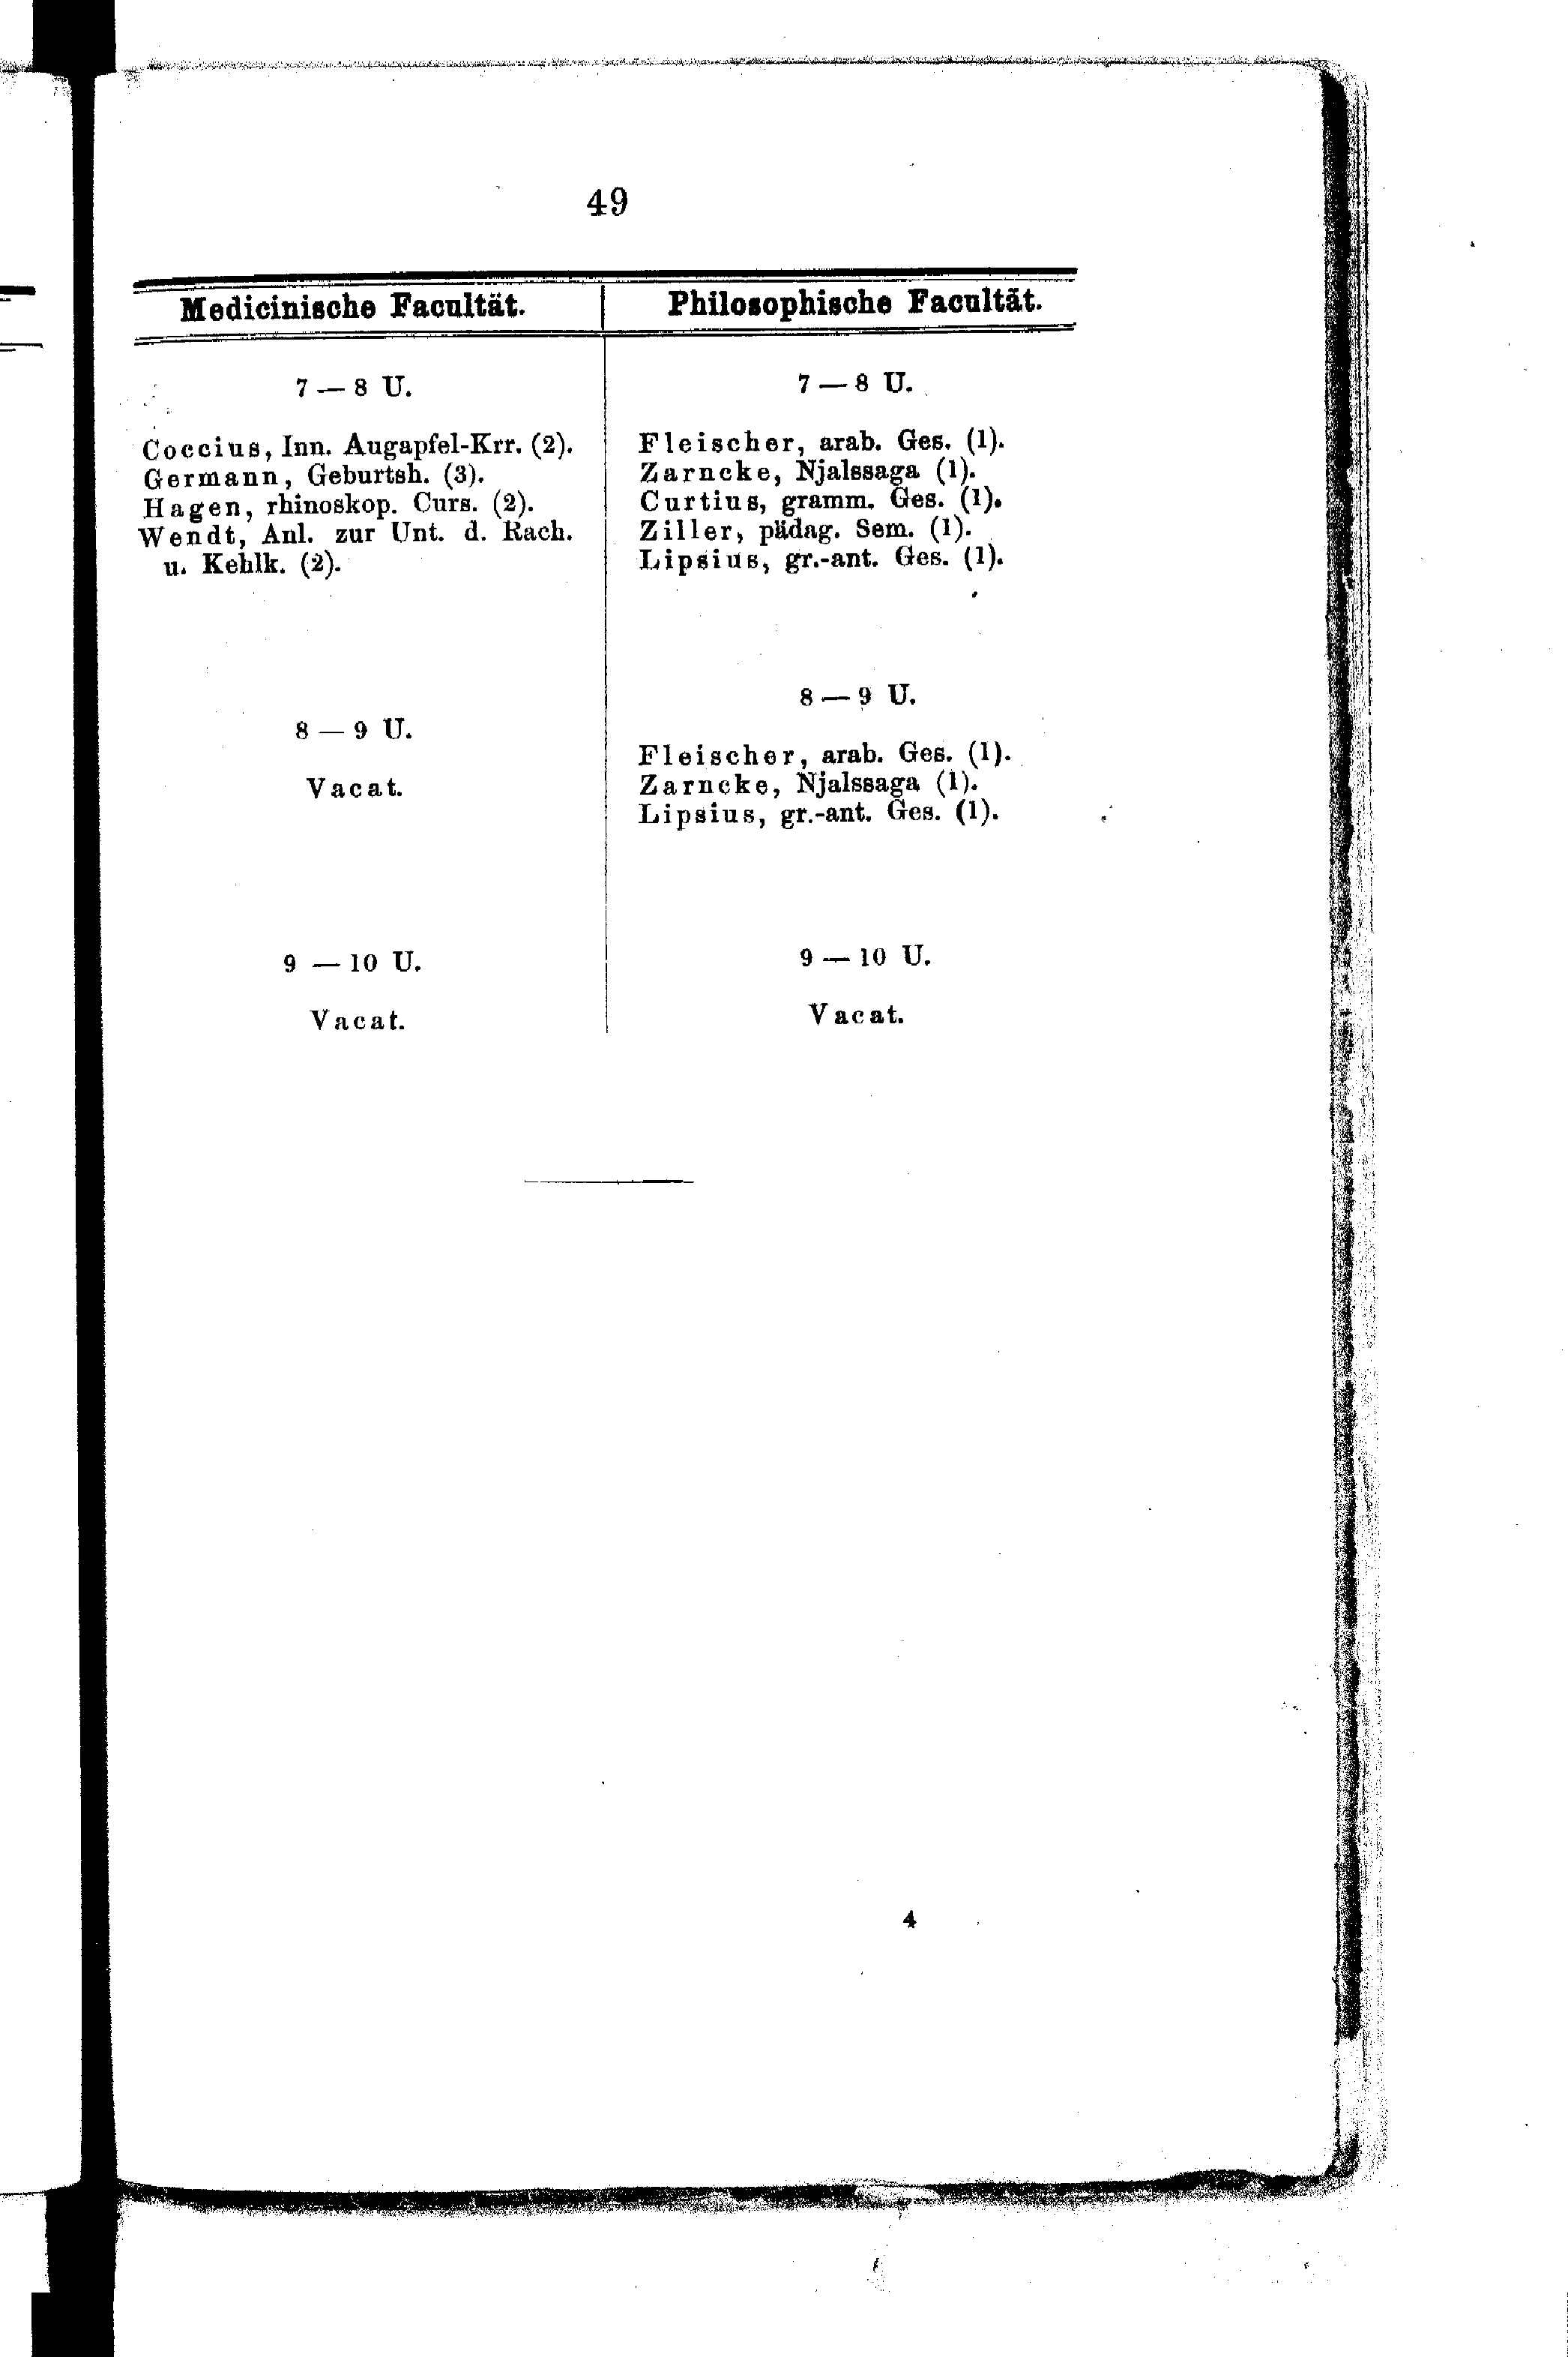 49
Medicinische Facultät.
7 — 8 U.
Coccius, Inn. Augapfel-Krr. (2).
Germann, Geburtsh. (3).
Hagen, rhinoskop. Curs. (2).
Wendt, Anl. zur Unt. d. Rach.
u. Kehlk. (2).
8 — 9 U.
Vacat.
9 — 10 U.
Vacat.
Philosophische Facultät.
7 — 8 U.
Fleischer, arab. Ges. (1).
Zarncke, Njalssaga (1).
Curtius, gramm. Ges. (1).
Ziller, pädag. Sem. (1).
Lipsius, gr.-ant. Ges. (1).
8 — 9 U.
Fleischer, arab. Ges. (1).
Zarncke, Njalssaga (1).
Lipsius, gr.-ant. Ges. (1).
9 — 10 U.
Vacat.
4